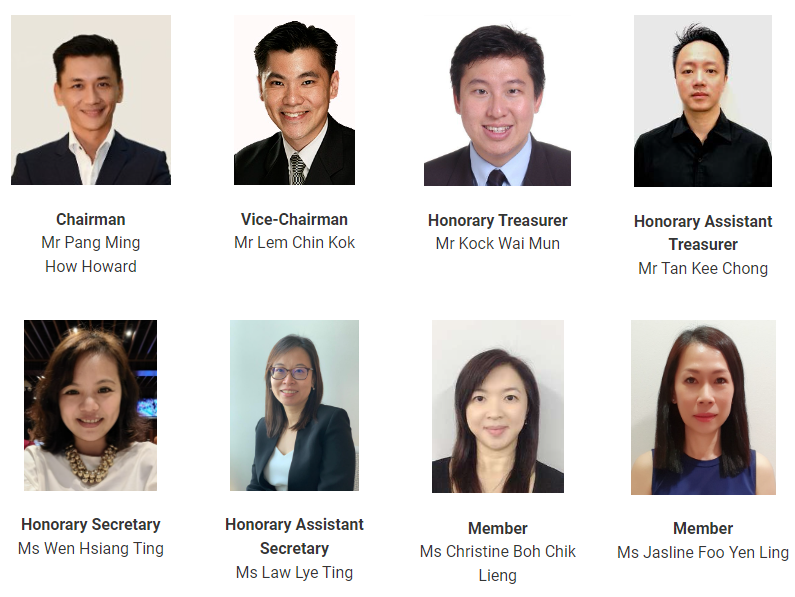 Chairman
Mr Pang Ming
How Howard
Vice-Chairman
Mr Lem Chin Kok
Honorary Treasurer
Mr Kock Wai Mun
Honorary Assistant
Treasurer
Mr Tan Kee Chong
Honorary Secretary
Ms Wen Hsiang Ting
Honorary Assistant
Secretary
Ms Law Lye Ting
Member
Ms Christine Boh Chik
Lieng
Member
Ms Jasline Foo Yen Ling